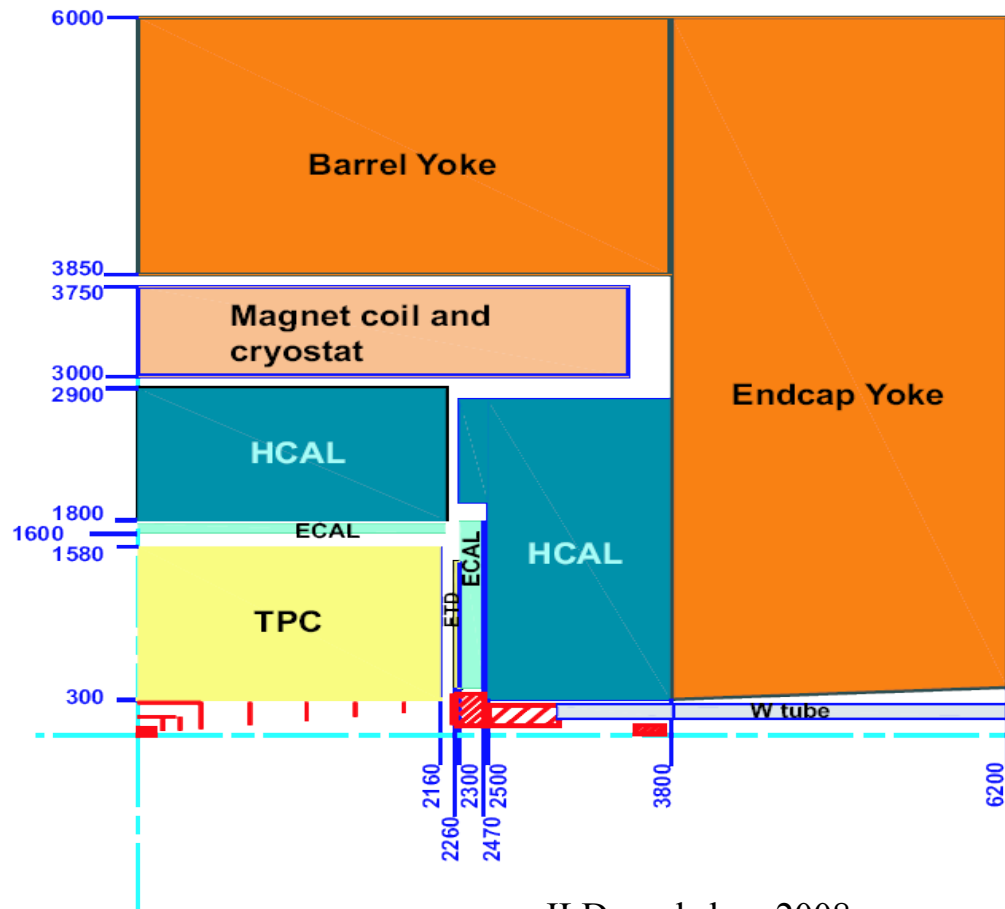 6000
Barrel Yoke
3850
3750
Magnet coil and
cryostat
3000
2900
Endcap Yoke
HCAL
1800
1600
ECAL
1580
HCAL
ECAL
ETD
TPC
300
W tube
2160
2260
2300
2470
2500
3800
6200